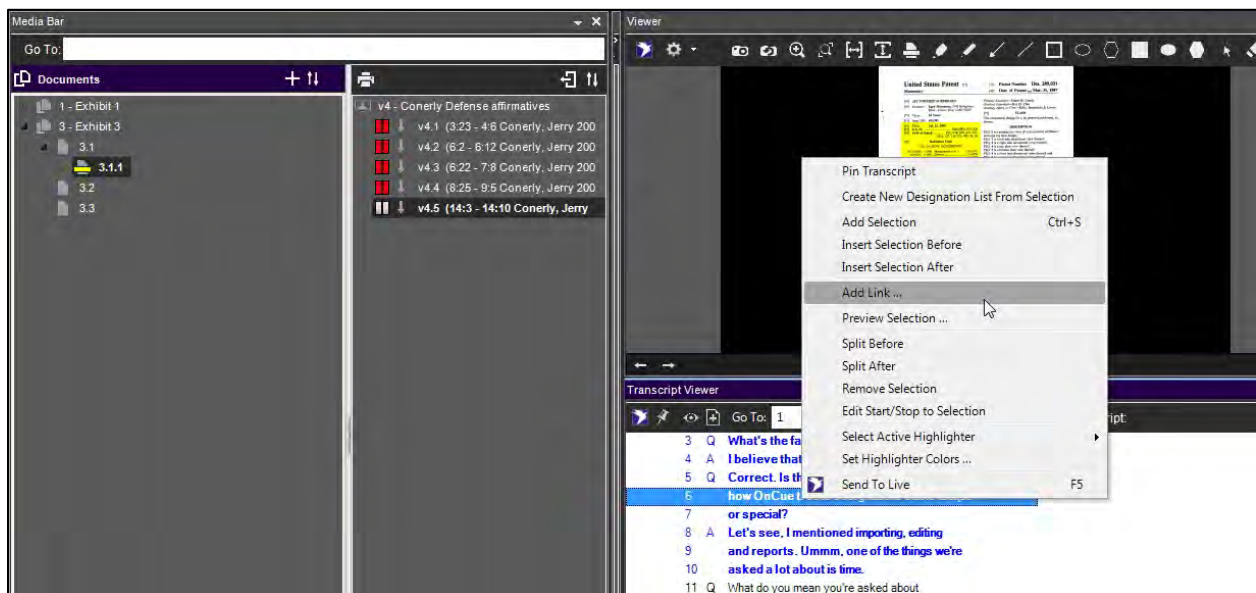 Media Bar
Go To:
Documents
1 - Exhibit 1
3 - Exhibit 3
3.1
3.1.1
3.2
3.3
v4 - Conerly Defense affirmatives
v4.1 (3:23 - 4:6 Conerly, Jerry 200
v4.2 (6:2 - 6:12 Conerly, Jerry 200
v4.3 (6:22 - 7:8 Conerly, Jerry 200
v4.4 (8:25 - 9:5 Conerly, Jerry 200
v4.5 (14:3 - 14:10 Conerly, Jerry
Viewer
United States Patent
Pin Transcript
Create New Designation List From Selection
Add Selection Ctrl+S
Insert Selection Before
Insert Selection After
Add Link ...
Preview Selection ...
Split Before
Split After
Remove Selection
Edit Start/Stop to Selection
Select Active Highlighter
Set Highlighter Colors ...
Send To Live F5
Transcript Viewer
Go To: 1
ipt:
3 Q What's the fa
4 A I believe that
5 Q Correct. Is th
6 how OnCue
7 or special?
8 A Let's see, I mentioned importing, editing
9 and reports. Ummm, one of the things we're
10 asked a lot about is time.
11 Q What do you mean you're asked about